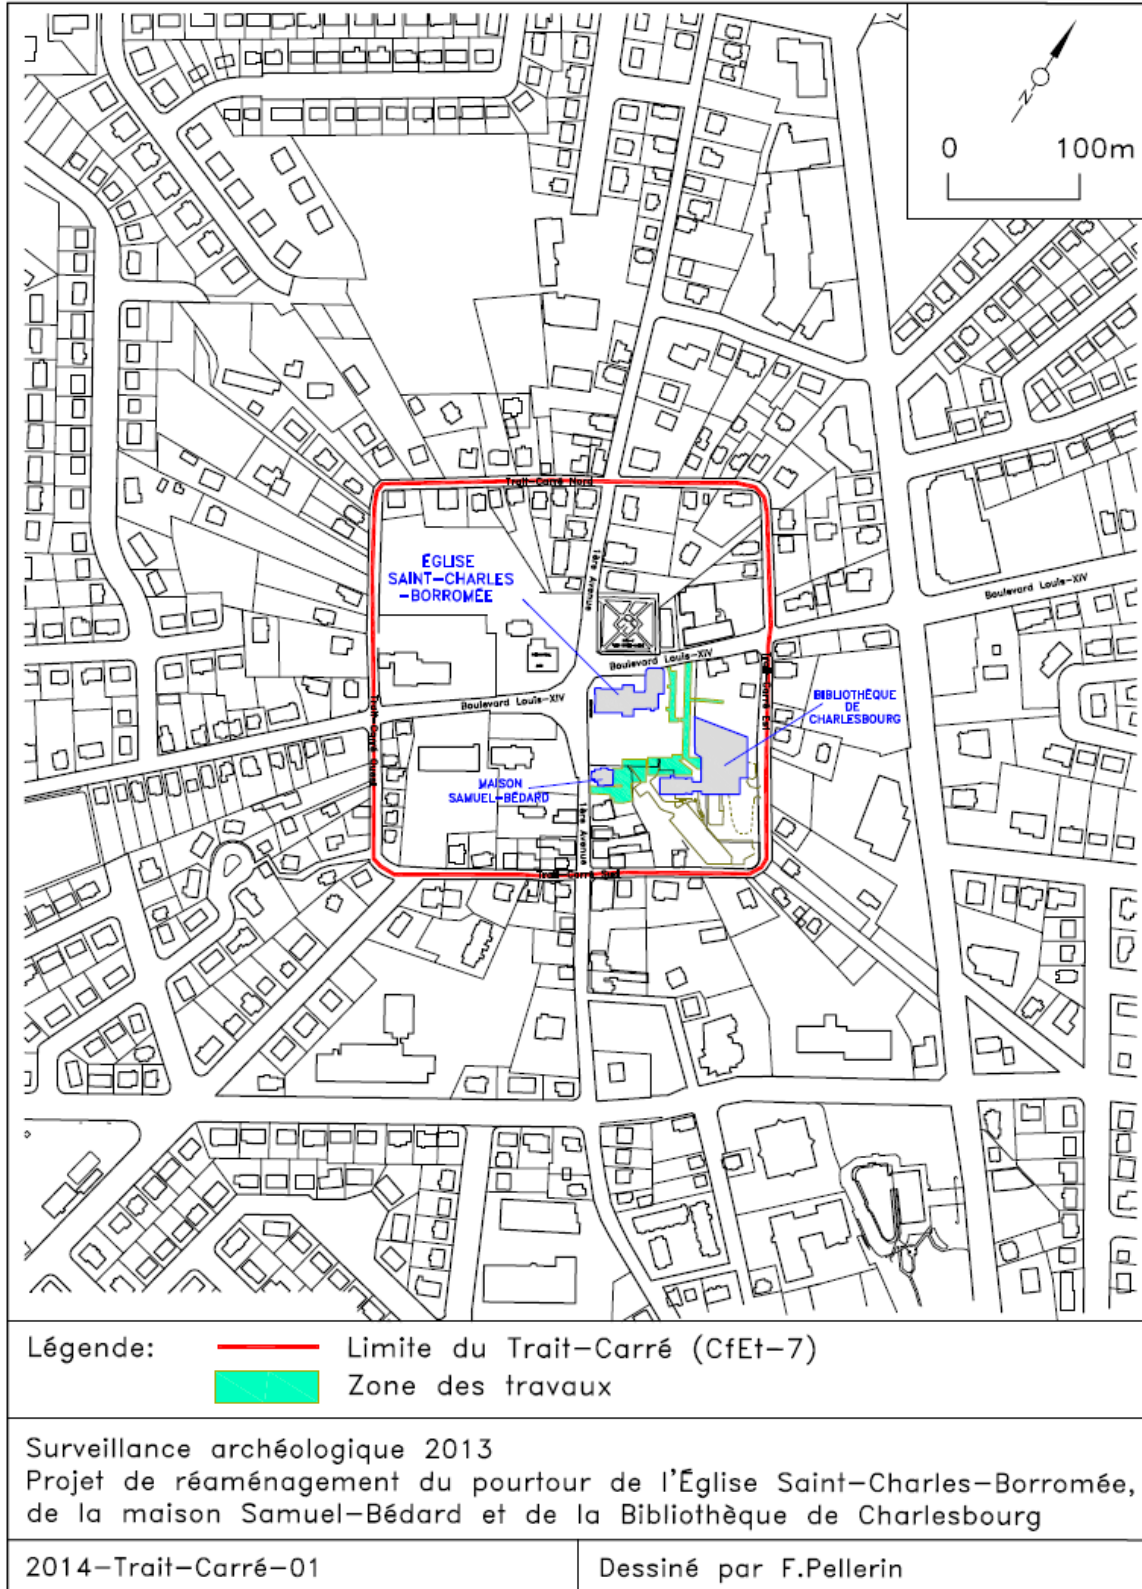 N
0 100m
Trait-Carré Nord
ÉGLISE
SAINT-CHARLES
-BORROMÉE
1ère Avenue
Boulevard Louis-XIV
Boulevard Louis-XIV
Boulevard Louis-XIV
Trait-Carré Est
Trait-Carré Ouest
BIBLIOTHÈQUE
DE
CHARLESBOURG
MAISON
SAMUEL-BÉDARD
1ère Avenue
Trait-Carré Sud
Légende:
Limite du Trait-Carré (CfEt-7)
Zone des travaux
Surveillance archéologique 2013
Projet de réaménagement du pourtour de l'Église Saint-Charles-Borromée,
de la maison Samuel-Bédard et de la Bibliothèque de Charlesbourg
2014-Trait-Carré-01
Dessiné par F.Pellerin